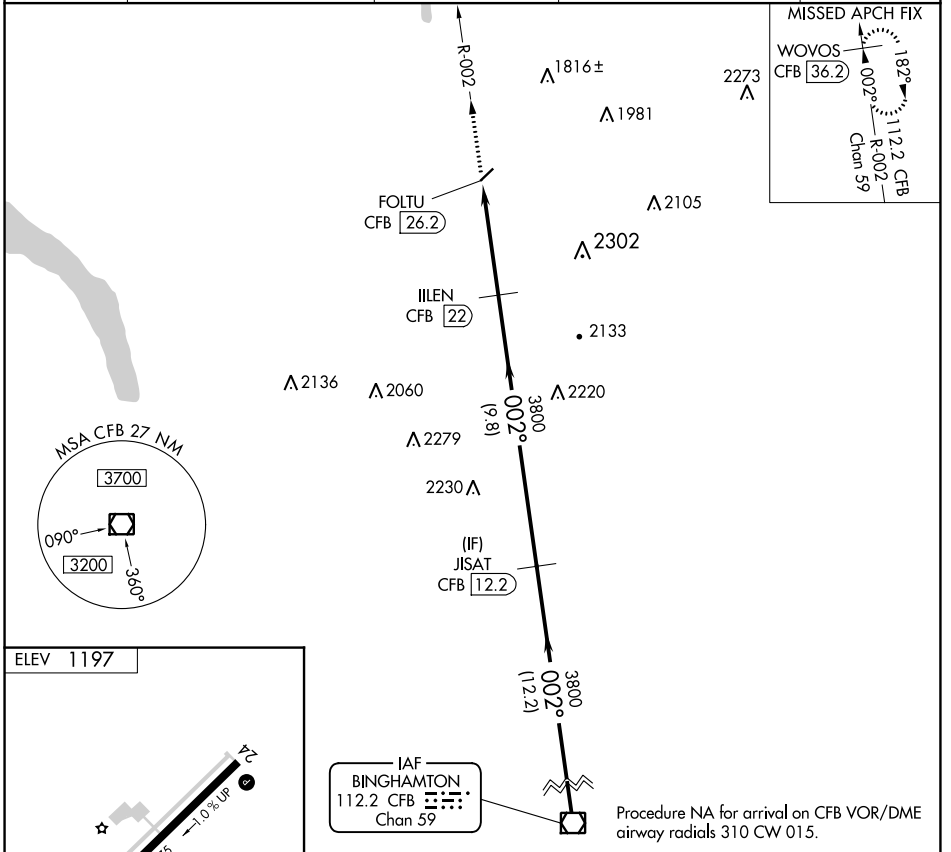 MISSED APCH FIX
WOVOS
CFB 36.2
002°
182°
112.2 CFB
R-002
Chan 59
R-002
1816±
2273
1981
FOLTU
CFB 26.2
2105
2302
IILEN
CFB 22
2133
2136
2060
2220
3800
002°
(9.8)
2279
MSA CFB 27 NM
3700
090°
3200
360°
2230
(IF)
JISAT
CFB 12.2
ELEV 1197
3800
002°
(12.2)
24
P
1.0% UP
IAF
BINGHAMTON
112.2 CFB
Chan 59
Procedure NA for arrival on CFB VOR/DME
airway radials 310 CW 015.